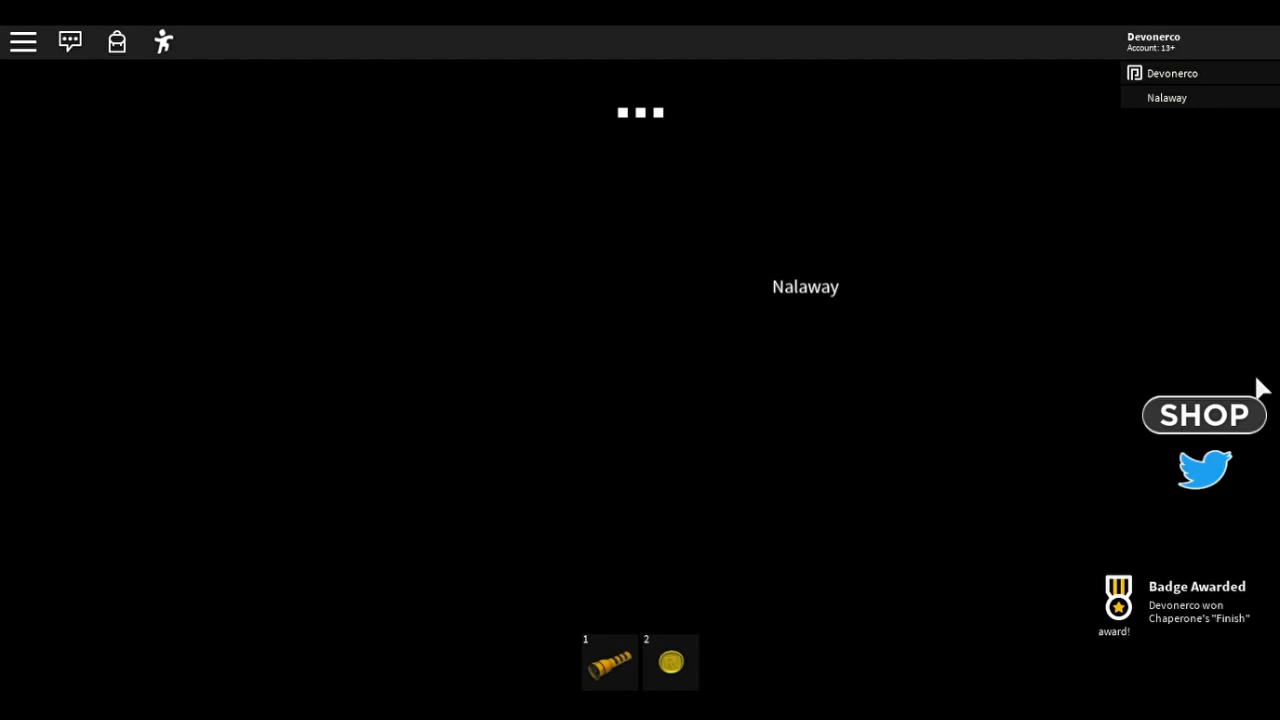 Devonerco
Account: 13+
Devonerco
Nalaway
▪▪▪
Nalaway
SHOP
Badge Awarded
Devonerco won
Chaperone's "Finish"
award!
1
2